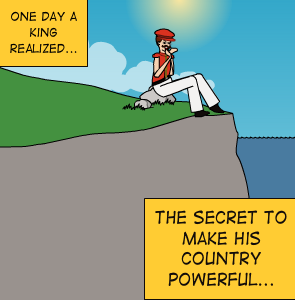 ONE DAY A
KING
REALIZED...
THE SECRET TO
MAKE HIS
COUNTRY
POWERFUL...